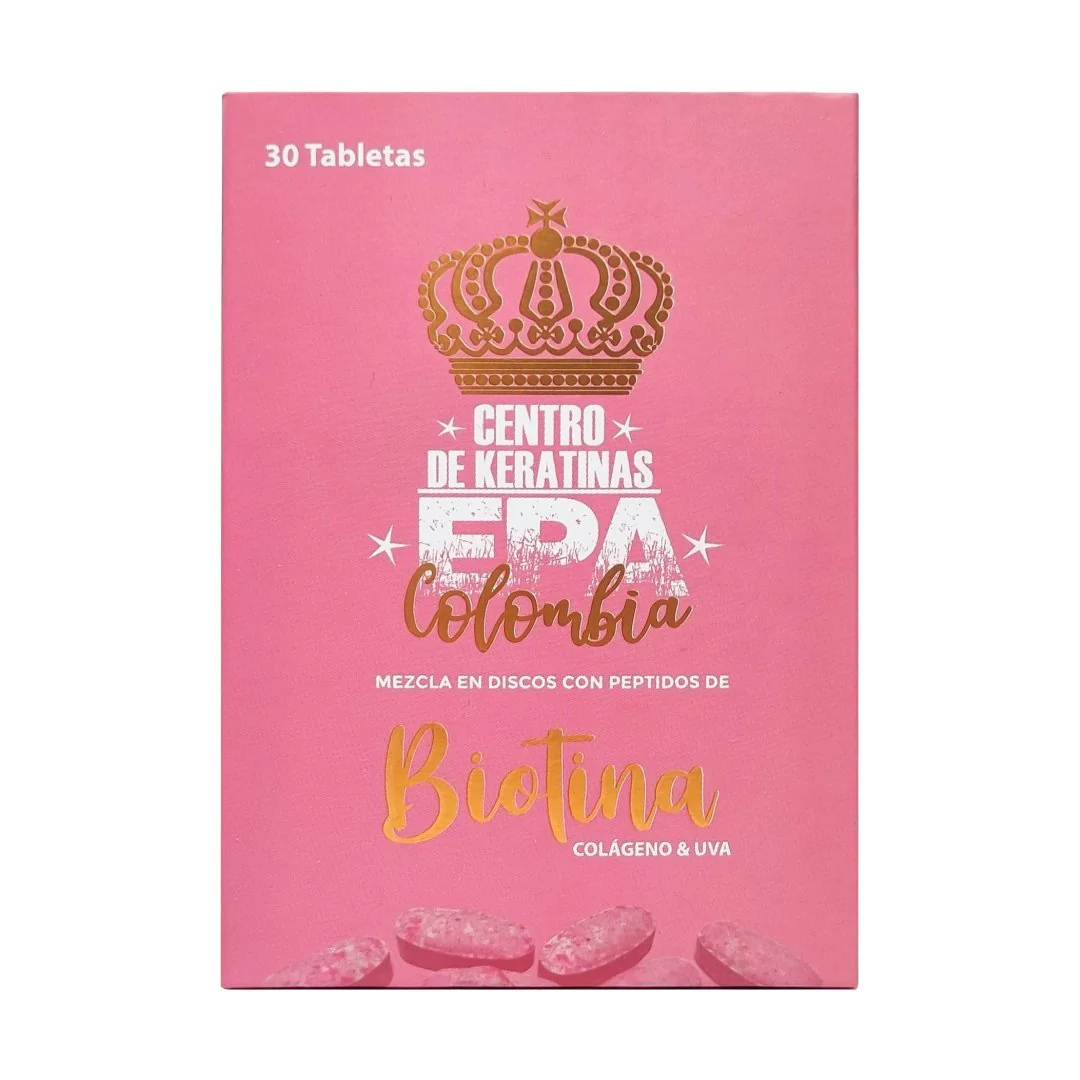 30 Tabletas
CENTRO
DE KERATINAS
EPA
Colombia
MEZCLA EN DISCOS CON PEPTIDOS DE
Biotina
COLÁGENO & UVA